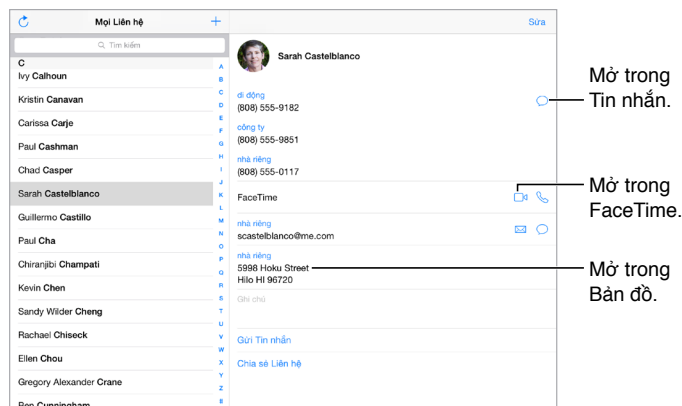 Mọi Liên hệ
+
Tìm kiếm
C
Ivy Calhoun
Kristin Canavan
Carissa Carje
Paul Cashman
Chad Casper
Sarah Castelblanco
Guillermo Castillo
Paul Cha
Chiranjibi Champati
Kevin Chen
Sandy Wilder Cheng
Rachael Chiseck
Ellen Chou
Gregory Alexander Crane
Ben Cunningham
A
B
C
D
E
F
G
H
I
J
K
L
M
N
O
P
Q
R
S
T
U
V
W
X
Y
Z
#
Sửa
Sarah Castelblanco
di động
(808) 555-9182
công ty
(808) 555-9851
nhà riêng
(808) 555-0117
FaceTime
nhà riêng
scastelblanco@me.com
nhà riêng
5998 Hoku Street
Hilo HI 96720
Ghi chú
Gửi Tin nhắn
Chia sẻ Liên hệ
Mở trong
Tin nhắn.
Mở trong
FaceTime.
Mở trong
Bản đồ.